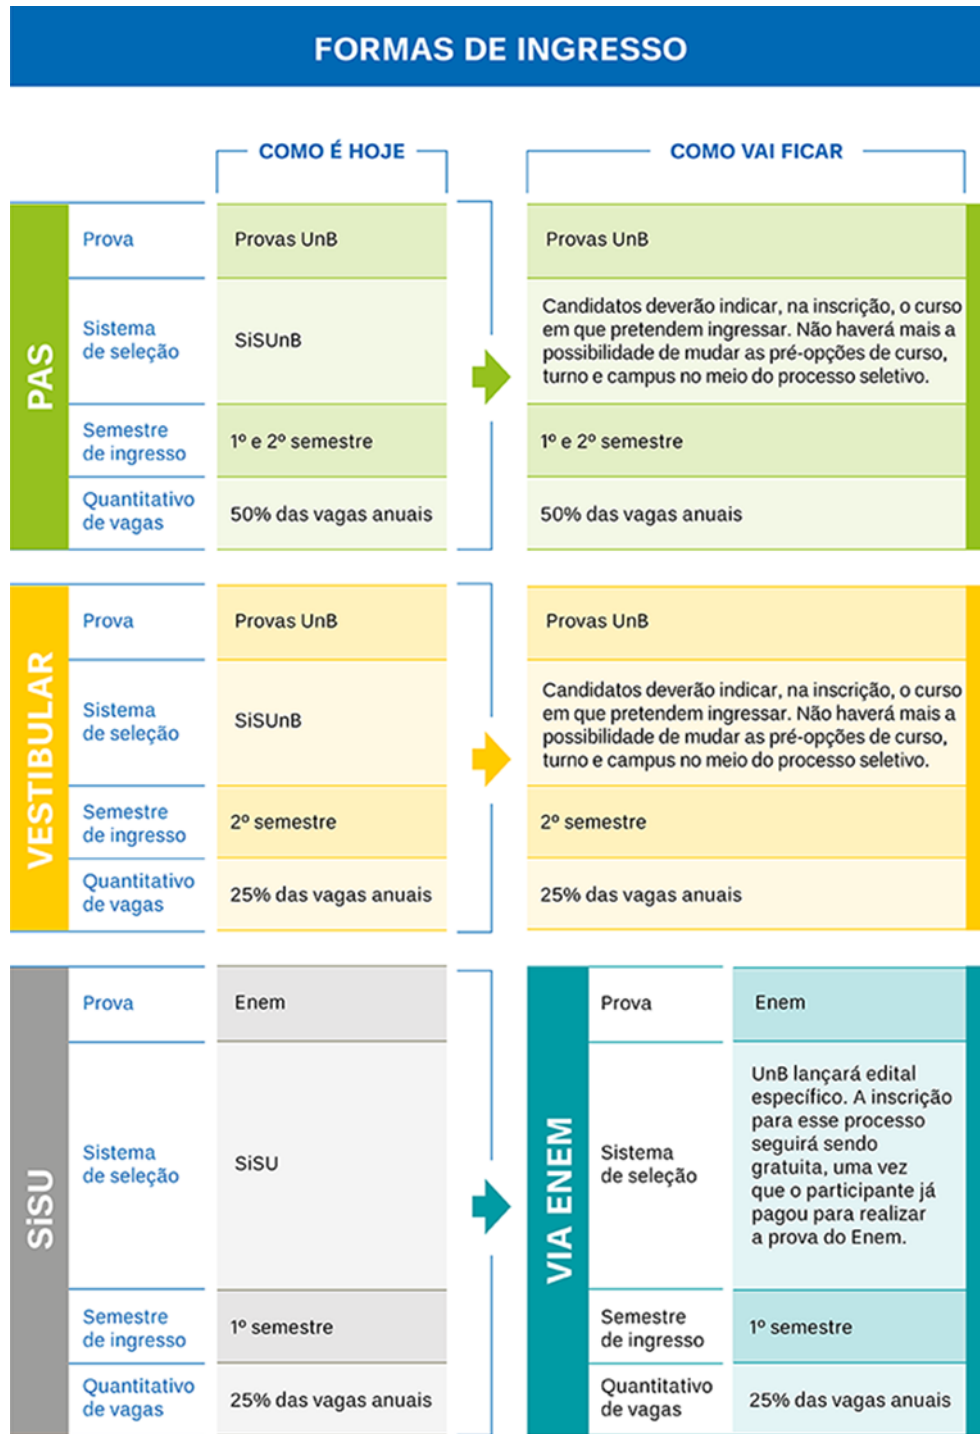 FORMAS DE INGRESSO
COMO É HOJE
COMO VAI FICAR
PAS
Prova
Provas UnB
Provas UnB
Sistema
de seleção
SiSUnB
Candidatos deverão indicar, na inscrição, o curso
em que pretendem ingressar. Não haverá mais a
possibilidade de mudar as pré-opções de curso,
turno e campus no meio do processo seletivo.
Semestre
de ingresso
1º e 2º semestre
1º e 2º semestre
Quantitativo
de vagas
50% das vagas anuais
50% das vagas anuais
VESTIBULAR
Prova
Provas UnB
Provas UnB
Sistema
de seleção
SiSUnB
Candidatos deverão indicar, na inscrição, o curso
em que pretendem ingressar. Não haverá mais a
possibilidade de mudar as pré-opções de curso,
turno e campus no meio do processo seletivo.
Semestre
de ingresso
2º semestre
2º semestre
Quantitativo
de vagas
25% das vagas anuais
25% das vagas anuais
SiSU
Prova
Enem
Sistema
de seleção
SiSU
Semestre
de ingresso
1º semestre
Quantitativo
de vagas
25% das vagas anuais
VIA ENEM
Prova
Enem
Sistema
de seleção
UnB lançará edital
específico. A inscrição
para esse processo
seguirá sendo
gratuita, uma vez
que o participante já
pagou para realizar
a prova do Enem.
Semestre
de ingresso
1º semestre
Quantitativo
de vagas
25% das vagas anuais